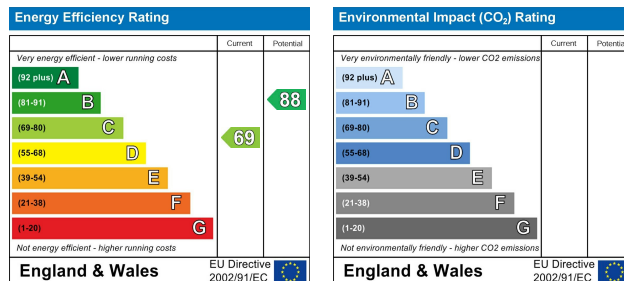 Energy Efficiency Rating
Current Potential
Very energy efficient - lower running costs
(92 plus) A
(81-91) B
88
(69-80) C
69
(55-68) D
(39-54) E
(21-38) F
(1-20) G
Not energy efficient - higher running costs
England & Wales
EU Directive
2002/91/EC
Environmental Impact (CO2) Rating
Current Potential
Very environmentally friendly - lower CO2 emissions
(92 plus) A
(81-91) B
(69-80) C
(55-68) D
(39-54) E
(21-38) F
(1-20) G
Not environmentally friendly - higher CO2 emissions
England & Wales
EU Directive
2002/91/EC